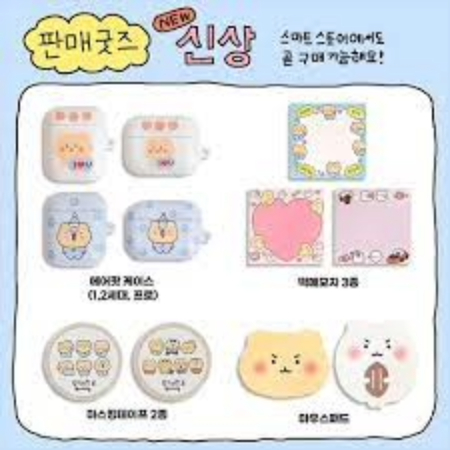 판매굿즈
NEW
신상
스마트 스토어에서도
곧 구매 가능해요!
에어팟 케이스
(1,2세대, 프로)
떡메모지 3종
마스킹테이프 2종
마우스패드